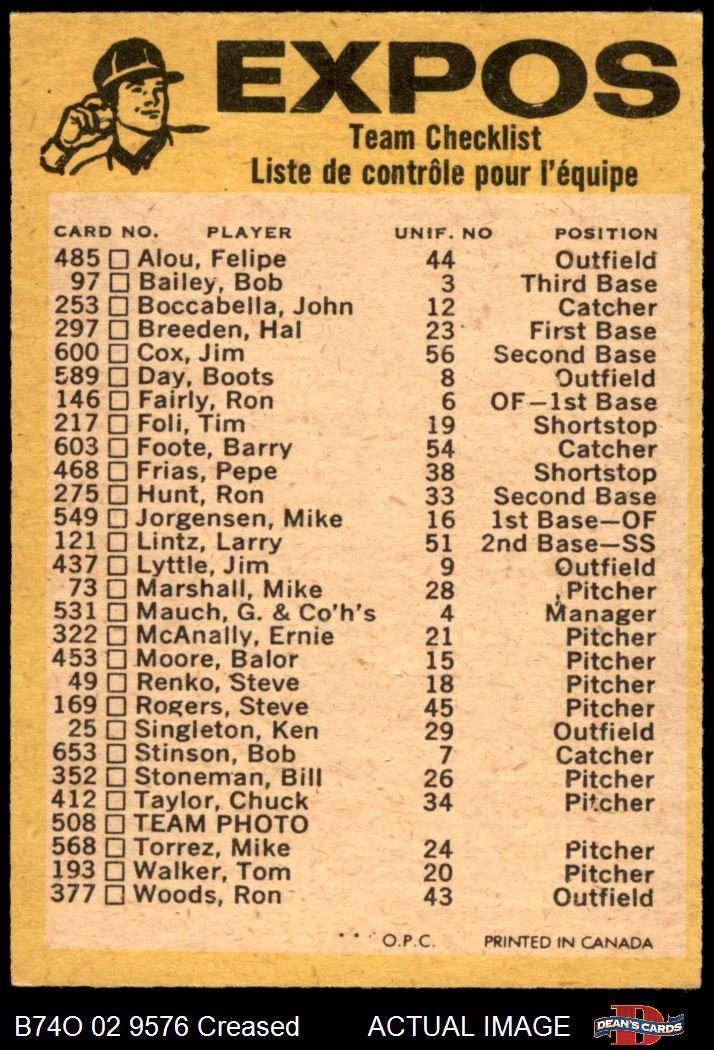 EXPOS
Team Checklist
Liste de contrôle pour l'équipe
CARD NO. PLAYER UNIF. NO POSITION
485 Alou, Felipe 44 Outfield
97 Bailey, Bob 3 Third Base
253 Boccabella, John 12 Catcher
297 Breeden, Hal 23 First Base
600 Cox, Jim 56 Second Base
589 Day, Boots 8 Outfield
146 Fairly, Ron 6 OF—1st Base
217 Foli, Tim 19 Shortstop
603 Foote, Barry 54 Catcher
468 Frias, Pepe 38 Shortstop
275 Hunt, Ron 33 Second Base
549 Jorgensen, Mike 16 1st Base—OF
121 Lintz, Larry 51 2nd Base—SS
437 Lyttle, Jim 9 Outfield
73 Marshall, Mike 28 Pitcher
531 Mauch, G. & Co'h's 4 Manager
322 McAnally, Ernie 21 Pitcher
453 Moore, Balor 15 Pitcher
49 Renko, Steve 18 Pitcher
169 Rogers, Steve 45 Pitcher
25 Singleton, Ken 29 Outfield
653 Stinson, Bob 7 Catcher
352 Stoneman, Bill 26 Pitcher
412 Taylor, Chuck 34 Pitcher
508 TEAM PHOTO
568 Torrez, Mike 24 Pitcher
193 Walker, Tom 20 Pitcher
377 Woods, Ron 43 Outfield
* * O.P.C. PRINTED IN CANADA
B74O 02 9576 Creased ACTUAL IMAGE DEAN'S CARDS